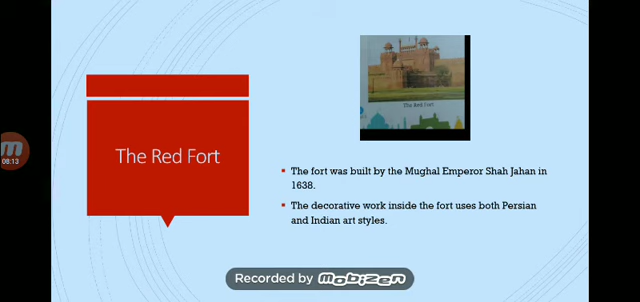 The Red Fort
The Red Fort
The fort was built by the Mughal Emperor Shah Jahan in
1638.
The decorative work inside the fort uses both Persian
and Indian art styles.
08:13
Recorded by mobizen